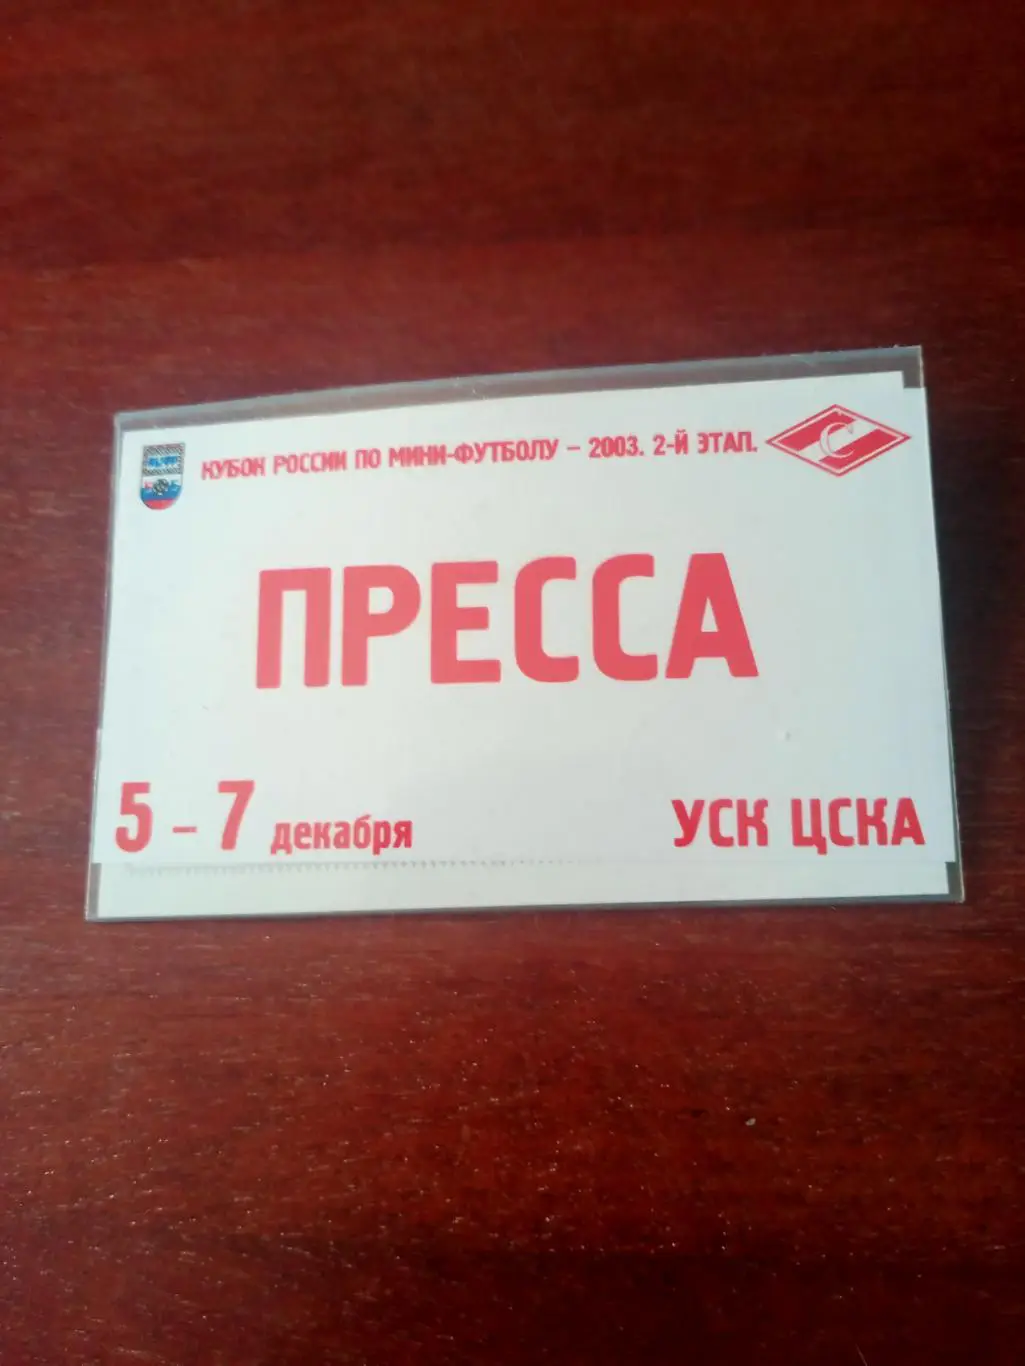 КУБОК РОССИИ ПО МИНИ-ФУТБОЛУ – 2003. 2-Й ЭТАП.
С
ПРЕССА
5 – 7 декабря
УСК ЦСКА